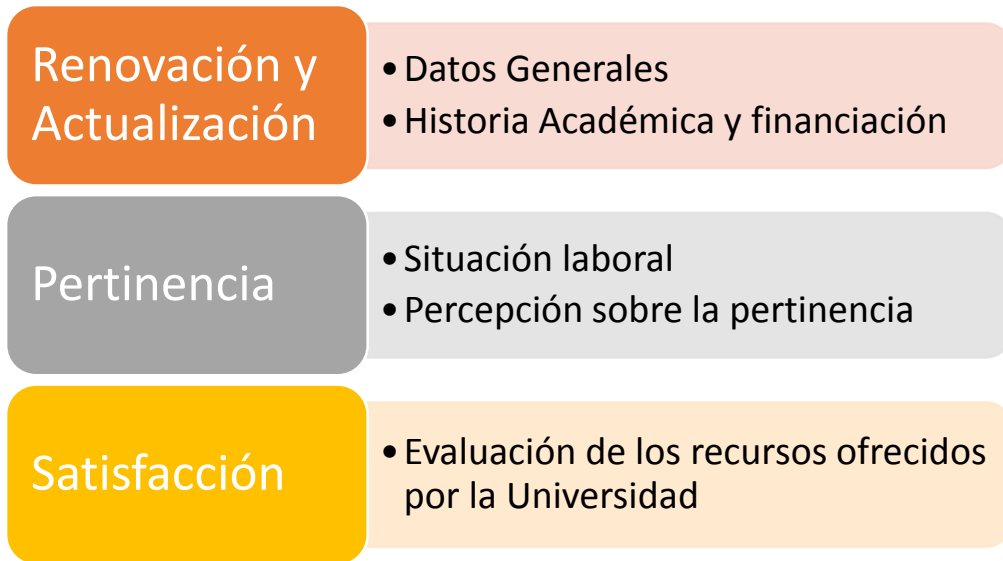 Renovación y
Actualización
• Datos Generales
• Historia Académica y financiación
Pertinencia
• Situación laboral
• Percepción sobre la pertinencia
Satisfacción
• Evaluación de los recursos ofrecidos
por la Universidad